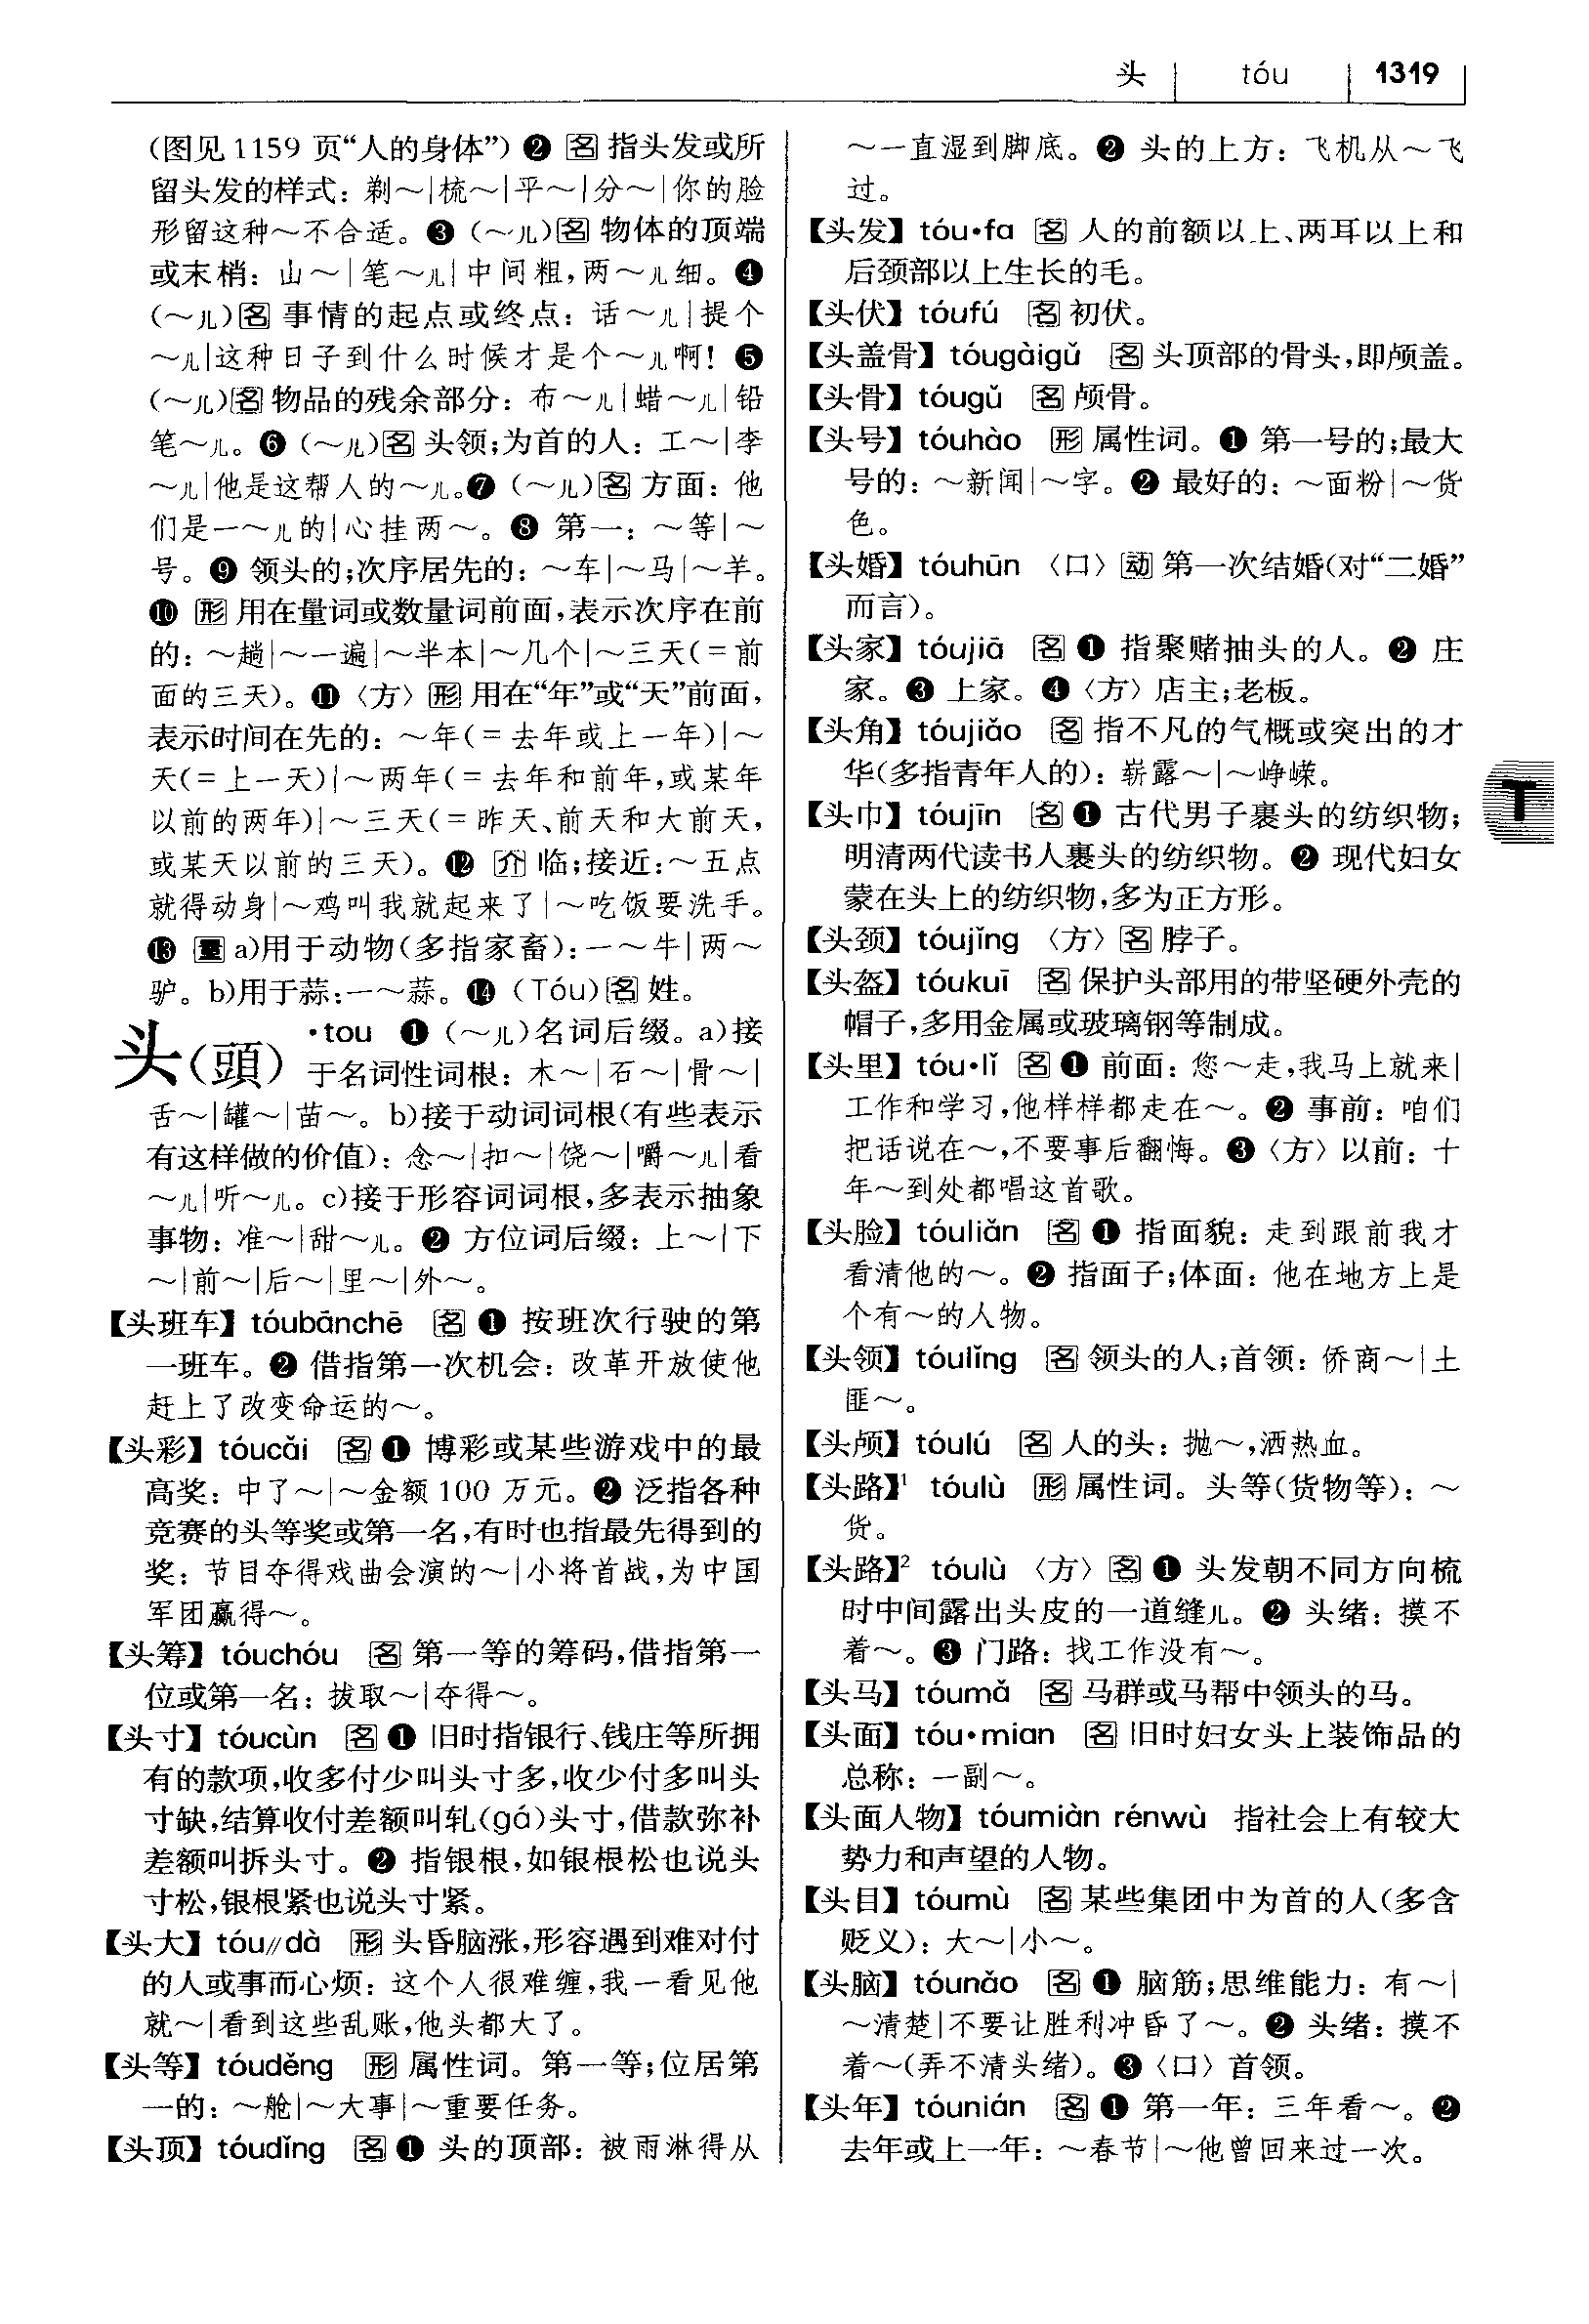 头 tóu 1319
(图见1159 页“人的身体”) ❷ 名 指头发或所
留头发的样式：剃～|梳～|平～|分～|你的脸
形留这种～不合适。❸ (～儿)名 物体的顶端
或末梢：山～|笔～儿|中间粗，两～儿细。❹
(～儿)名 事情的起点或终点：话～儿|提个
～儿|这种日子到什么时候才是个～儿啊！❺
(～儿)名 物品的残余部分：布～儿|蜡～儿|铅
笔～儿。❻ (～儿)名 头领；为首的人：工～|李
～儿|他是这帮人的～儿。❼ (～儿)名 方面：他
们是一～儿的|心挂两～。❽ 第一：～等|～
号。❾ 领头的；次序居先的：～车|～马|～羊。
❿ 形 用在量词或数量词前面，表示次序在前
的：～趟|～一遍|～半本|～几个|～三天(＝前
面的三天)。⓫〈方〉形 用在“年”或“天”前面，
表示时间在先的：～年(＝去年或上一年)|～
天(＝上一天)|～两年(＝去年和前年，或某年
以前的两年)|～三天(＝昨天、前天和大前天，
或某天以前的三天)。⓬ 介 临；接近：～五点
就得动身|～鸡叫我就起来了|～吃饭要洗手。
⓭ 量 a)用于动物(多指家畜)：一～牛|两～
驴。b)用于蒜：一～蒜。⓮ (Tóu)名 姓。
头(頭) ·tou ❶ (～儿)名词后缀。a)接
于名词性词根：木～|石～|骨～|
舌～|罐～|苗～。b)接于动词词根(有些表示
有这样做的价值)：念～|扣～|饶～|嚼～儿|看
～儿|听～儿。c)接于形容词词根，多表示抽象
事物：准～|甜～儿。❷ 方位词后缀：上～|下
～|前～|后～|里～|外～。
【头班车】tóubānchē 名 ❶ 按班次行驶的第
一班车。❷ 借指第一次机会：改革开放使他
赶上了改变命运的～。
【头彩】tóucǎi 名 ❶ 博彩或某些游戏中的最
高奖：中了～|～金额100 万元。❷ 泛指各种
竞赛的头等奖或第一名，有时也指最先得到的
奖：节目夺得戏曲会演的～|小将首战，为中国
军团赢得～。
【头筹】tóuchóu 名 第一等的筹码，借指第一
位或第一名：拔取～|夺得～。
【头寸】tóucùn 名 ❶ 旧时指银行、钱庄等所拥
有的款项，收多付少叫头寸多，收少付多叫头
寸缺，结算收付差额叫轧(gá)头寸，借款弥补
差额叫拆头寸。❷ 指银根，如银根松也说头
寸松，银根紧也说头寸紧。
【头大】tóu∥dà 形 头昏脑涨，形容遇到难对付
的人或事而心烦：这个人很难缠，我一看见他
就～|看到这些乱账，他头都大了。
【头等】tóuděng 形 属性词。第一等；位居第
一的：～舱|～大事|～重要任务。
【头顶】tóudǐng 名 ❶ 头的顶部：被雨淋得从
～一直湿到脚底。❷ 头的上方：飞机从～飞
过。
【头发】tóu·fa 名 人的前额以上、两耳以上和
后颈部以上生长的毛。
【头伏】tóufú 名 初伏。
【头盖骨】tóugàigǔ 名 头顶部的骨头，即颅盖。
【头骨】tóugǔ 名 颅骨。
【头号】tóuhào 形 属性词。❶ 第一号的；最大
号的：～新闻|～字。❷ 最好的：～面粉|～货
色。
【头婚】tóuhūn〈口〉动 第一次结婚(对“二婚”
而言)。
【头家】tóujiā 名 ❶ 指聚赌抽头的人。❷ 庄
家。❸ 上家。❹〈方〉店主；老板。
【头角】tóujiǎo 名 指不凡的气概或突出的才
华(多指青年人的)：崭露～|～峥嵘。
【头巾】tóujīn 名 ❶ 古代男子裹头的纺织物；
明清两代读书人裹头的纺织物。❷ 现代妇女
蒙在头上的纺织物，多为正方形。
【头颈】tóujǐng〈方〉名 脖子。
【头盔】tóukuī 名 保护头部用的带坚硬外壳的
帽子，多用金属或玻璃钢等制成。
【头里】tóu·lǐ 名 ❶ 前面：您～走，我马上就来|
工作和学习，他样样都走在～。❷ 事前：咱们
把话说在～，不要事后翻悔。❸〈方〉以前：十
年～到处都唱这首歌。
【头脸】tóuliǎn 名 ❶ 指面貌：走到跟前我才
看清他的～。❷ 指面子；体面：他在地方上是
个有～的人物。
【头领】tóulǐng 名 领头的人；首领：侨商～|土
匪～。
【头颅】tóulú 名 人的头：抛～，洒热血。
【头路】¹ tóulù 形 属性词。头等(货物等)：～
货。
【头路】² tóulù〈方〉名 ❶ 头发朝不同方向梳
时中间露出头皮的一道缝儿。❷ 头绪：摸不
着～。❸ 门路：找工作没有～。
【头马】tóumǎ 名 马群或马帮中领头的马。
【头面】tóu·mian 名 旧时妇女头上装饰品的
总称：一副～。
【头面人物】tóumiàn rénwù 指社会上有较大
势力和声望的人物。
【头目】tóumù 名 某些集团中为首的人(多含
贬义)：大～|小～。
【头脑】tóunǎo 名 ❶ 脑筋；思维能力：有～|
～清楚|不要让胜利冲昏了～。❷ 头绪：摸不
着～(弄不清头绪)。❸〈口〉首领。
【头年】tóunián 名 ❶ 第一年：三年看～。❷
去年或上一年：～春节|～他曾回来过一次。
T